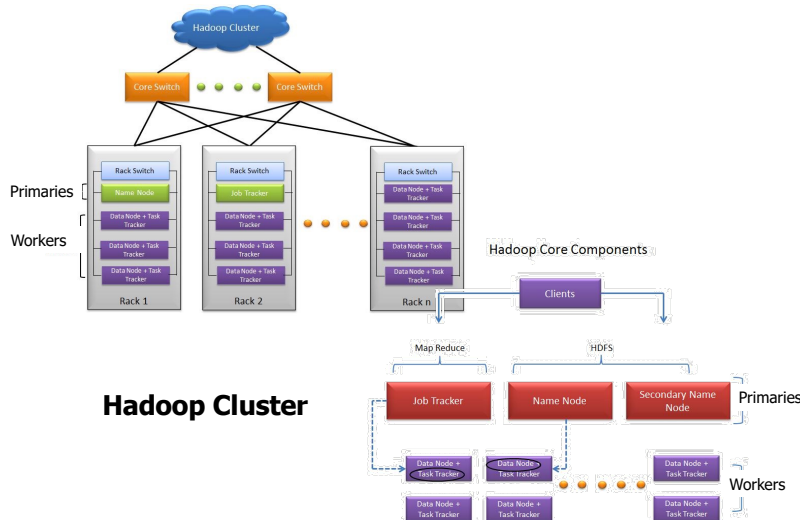 Hadoop Cluster
Core Switch
Core Switch
Rack Switch
Name Node
Data Node + Task
Tracker
Data Node + Task
Tracker
Data Node + Task
Tracker
Rack 1
Rack Switch
Job Tracker
Data Node + Task
Tracker
Data Node + Task
Tracker
Data Node + Task
Tracker
Rack 2
Rack Switch
Data Node + Task
Tracker
Data Node + Task
Tracker
Data Node + Task
Tracker
Data Node + Task
Tracker
Rack n
Primaries
Workers
Hadoop Core Components
Clients
Map Reduce
HDFS
Job Tracker
Name Node
Secondary Name
Node
Primaries
Data Node +
Task Tracker
Data Node +
Task Tracker
Data Node +
Task Tracker
Workers
Data Node +
Task Tracker
Data Node +
Task Tracker
Data Node +
Task Tracker
Hadoop Cluster